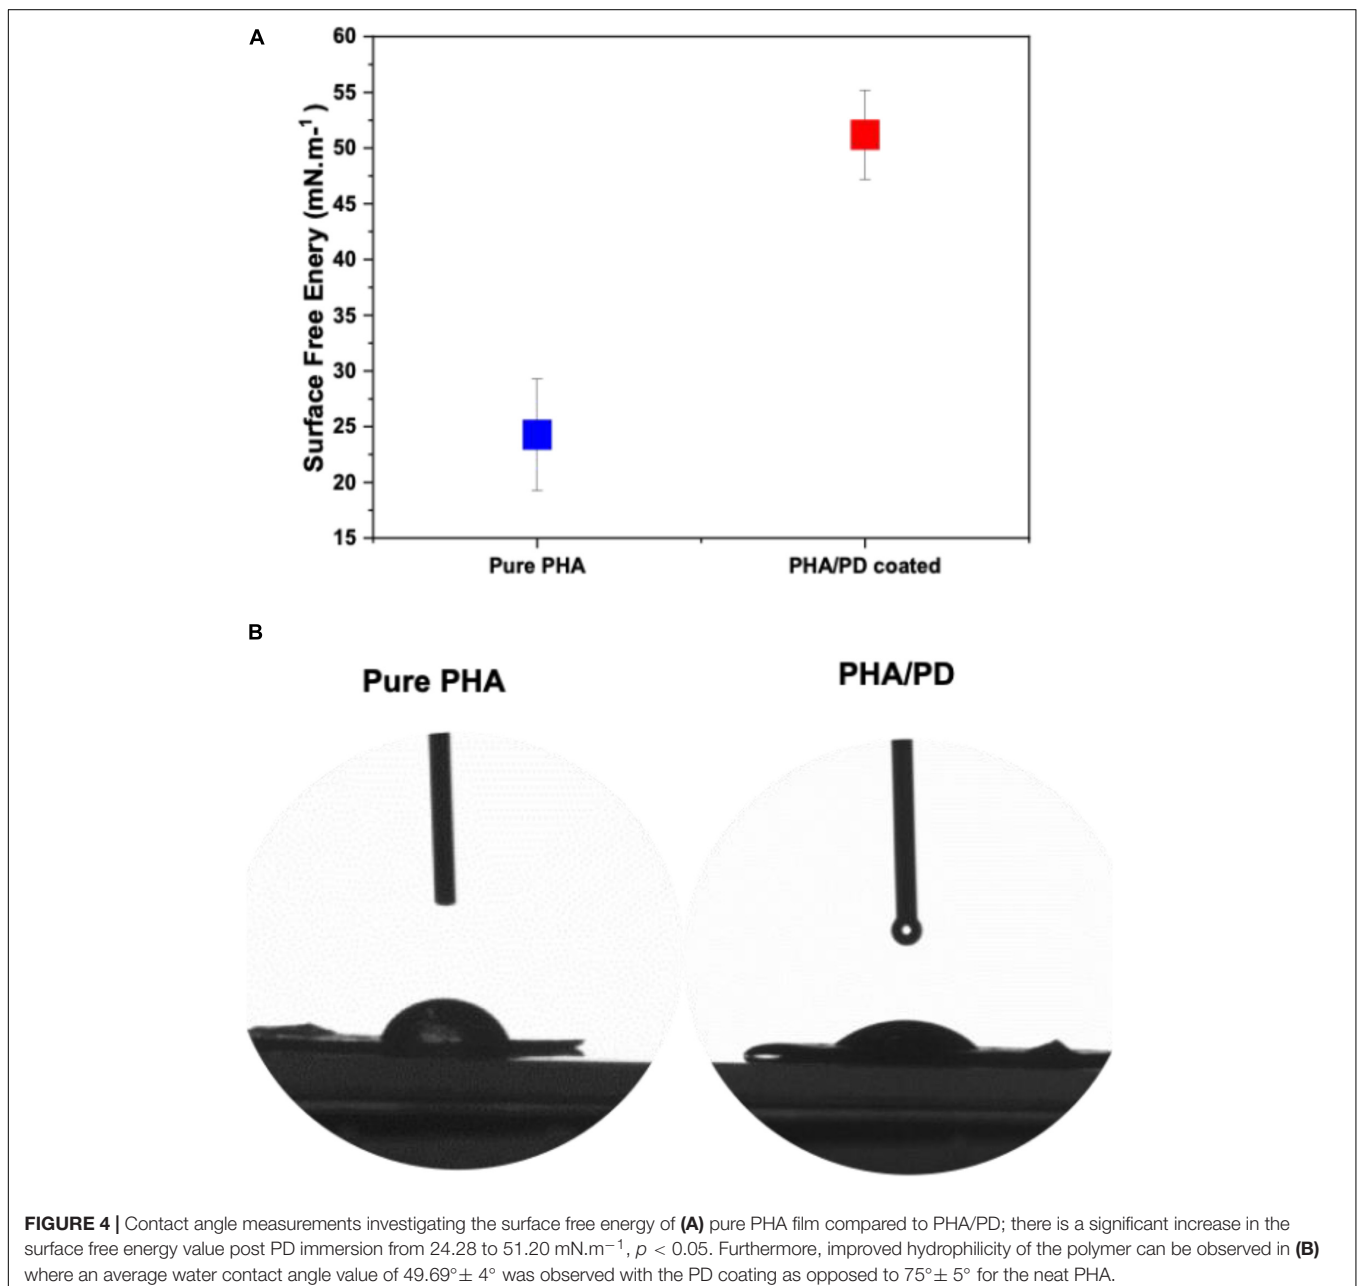 A
60
55
50
45
40
35
30
25
20
15
Surface Free Enery (mN.m-¹ )
Pure PHA PHA/PD coated
B
Pure PHA PHA/PD
FIGURE 4 | Contact angle measurements investigating the surface free energy of (A) pure PHA film compared to PHA/PD; there is a significant increase in the
surface free energy value post PD immersion from 24.28 to 51.20 mN.m−1, p < 0.05. Furthermore, improved hydrophilicity of the polymer can be observed in (B)
where an average water contact angle value of 49.69°± 4° was observed with the PD coating as opposed to 75°± 5° for the neat PHA.